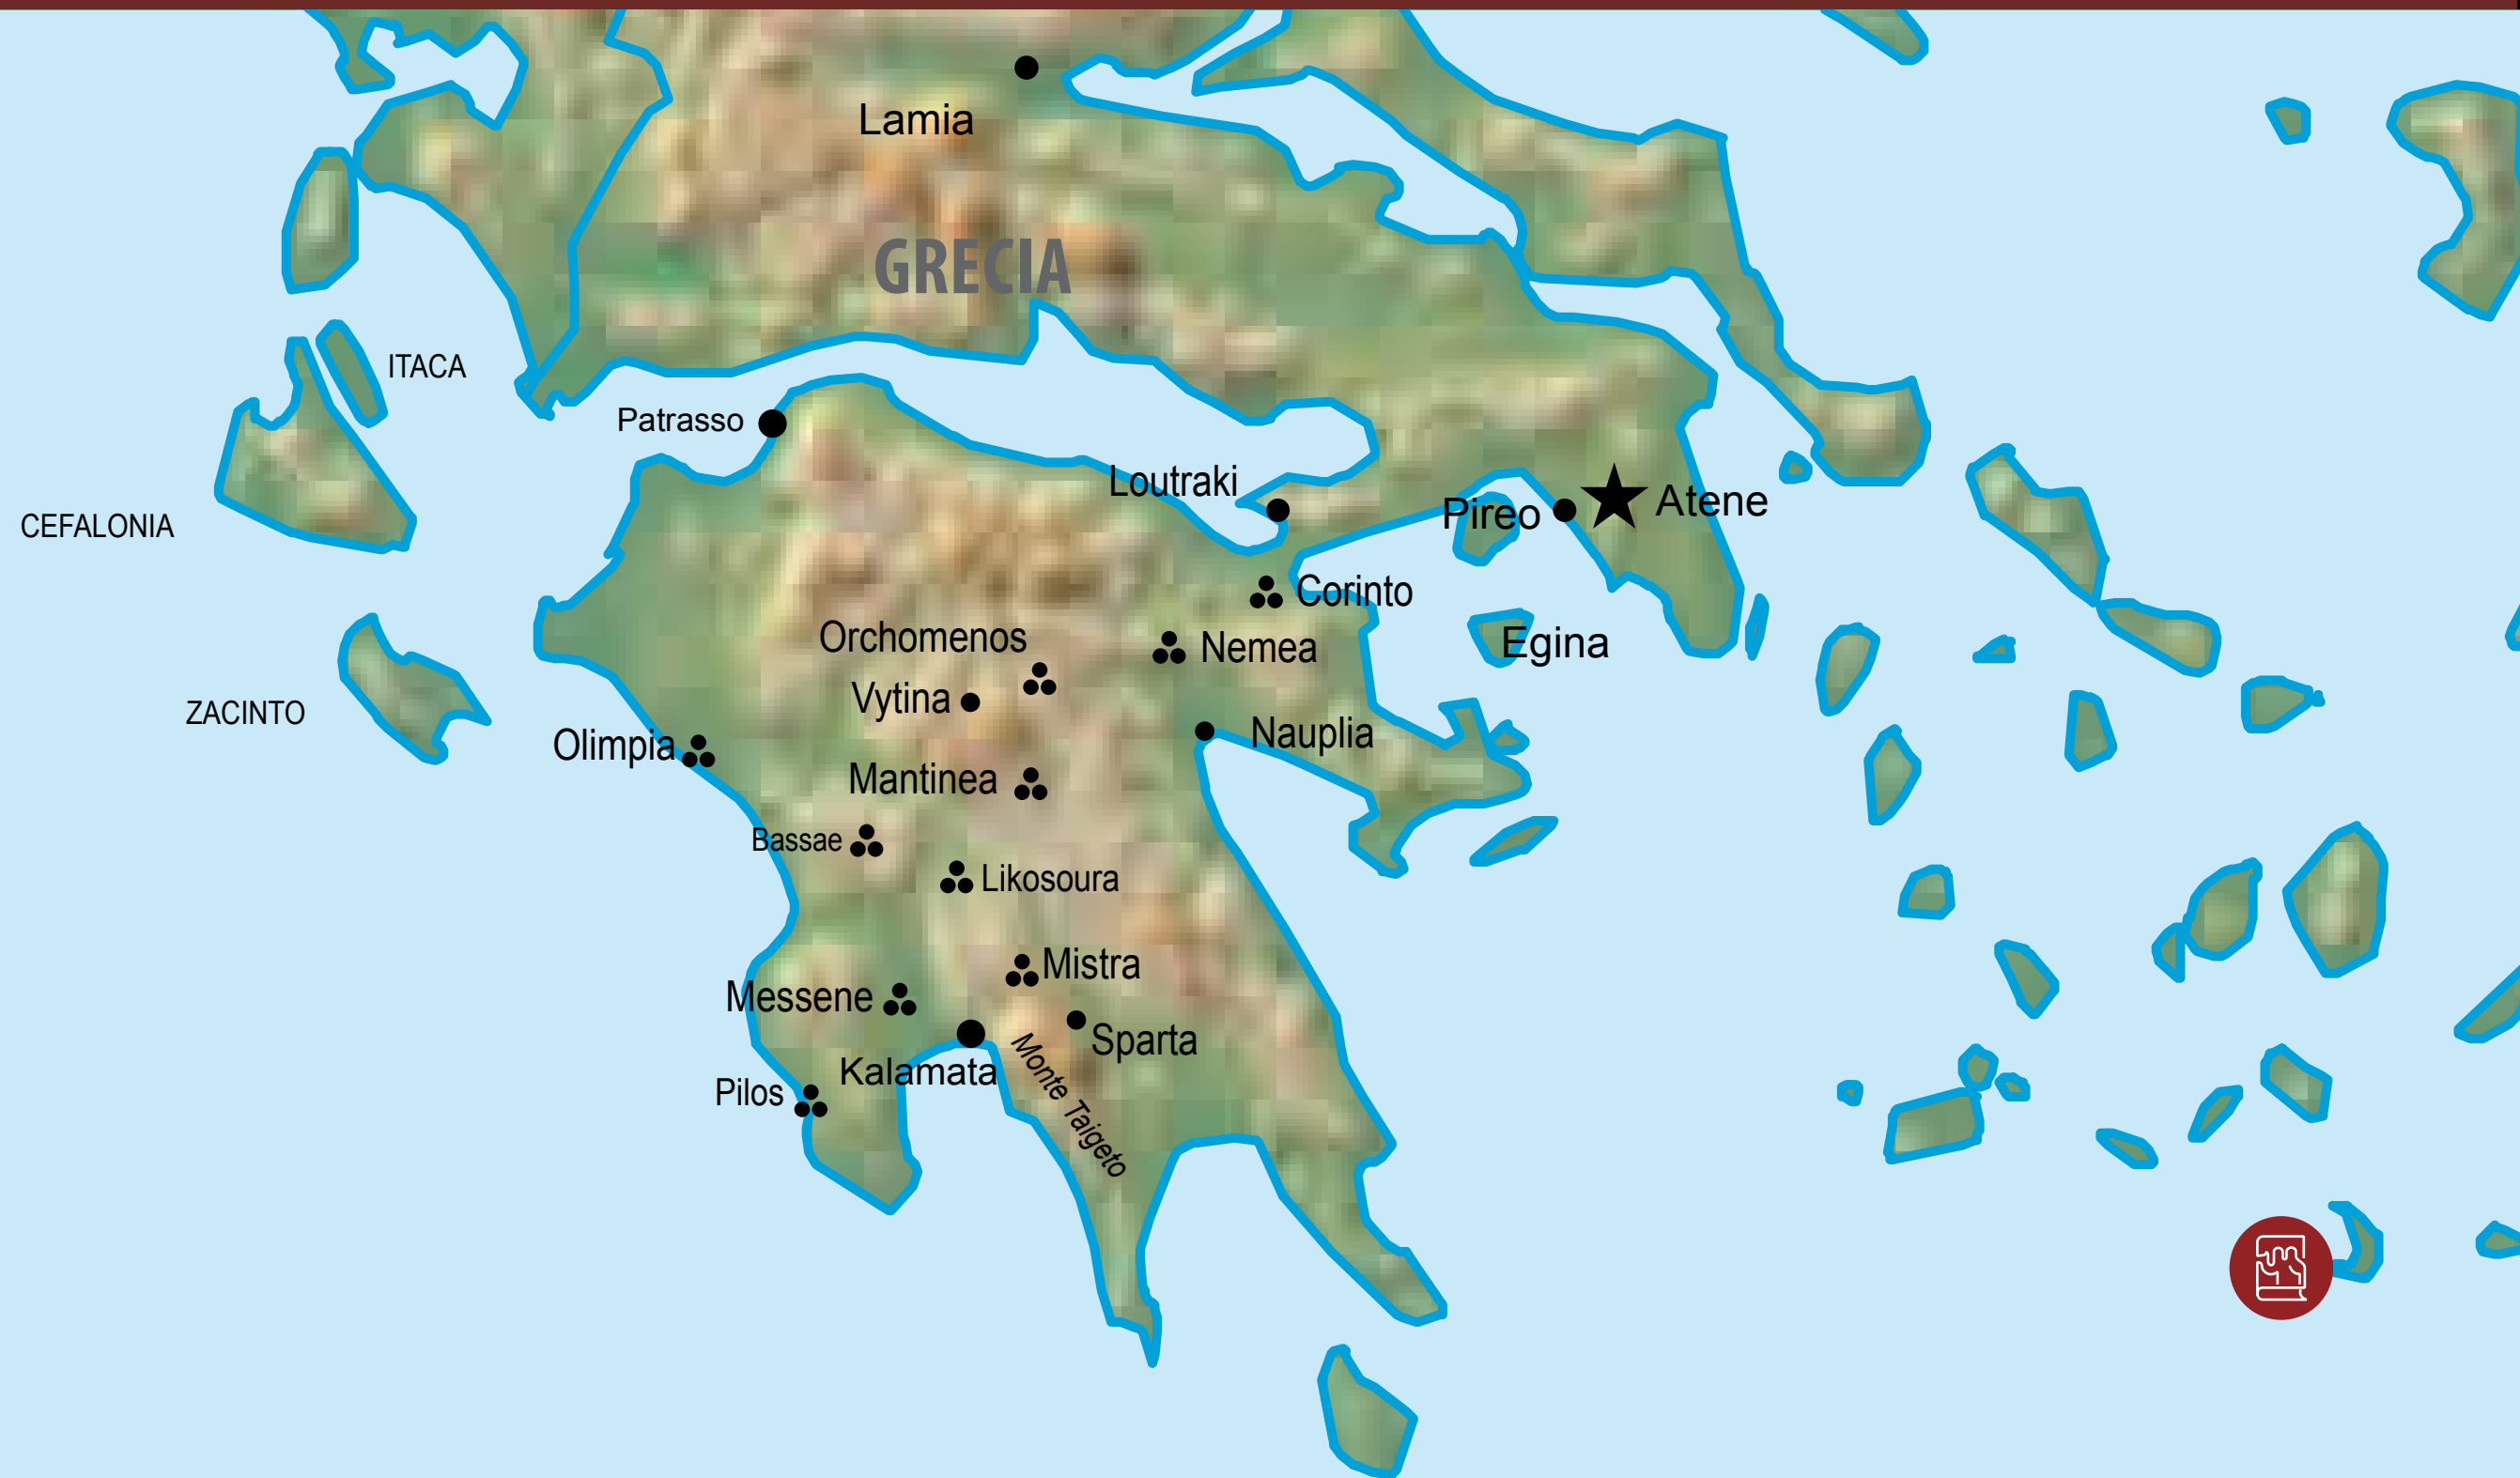 Lamia
GRECIA
ITACA
Patrasso
Loutraki
Pireo
Atene
CEFALONIA
Corinto
Orchomenos
Nemea
Egina
Vytina
ZACINTO
Nauplia
Olimpia
Mantinea
Bassae
Likosoura
Mistra
Messene
Sparta
Kalamata
Monte Taigeto
Pilos